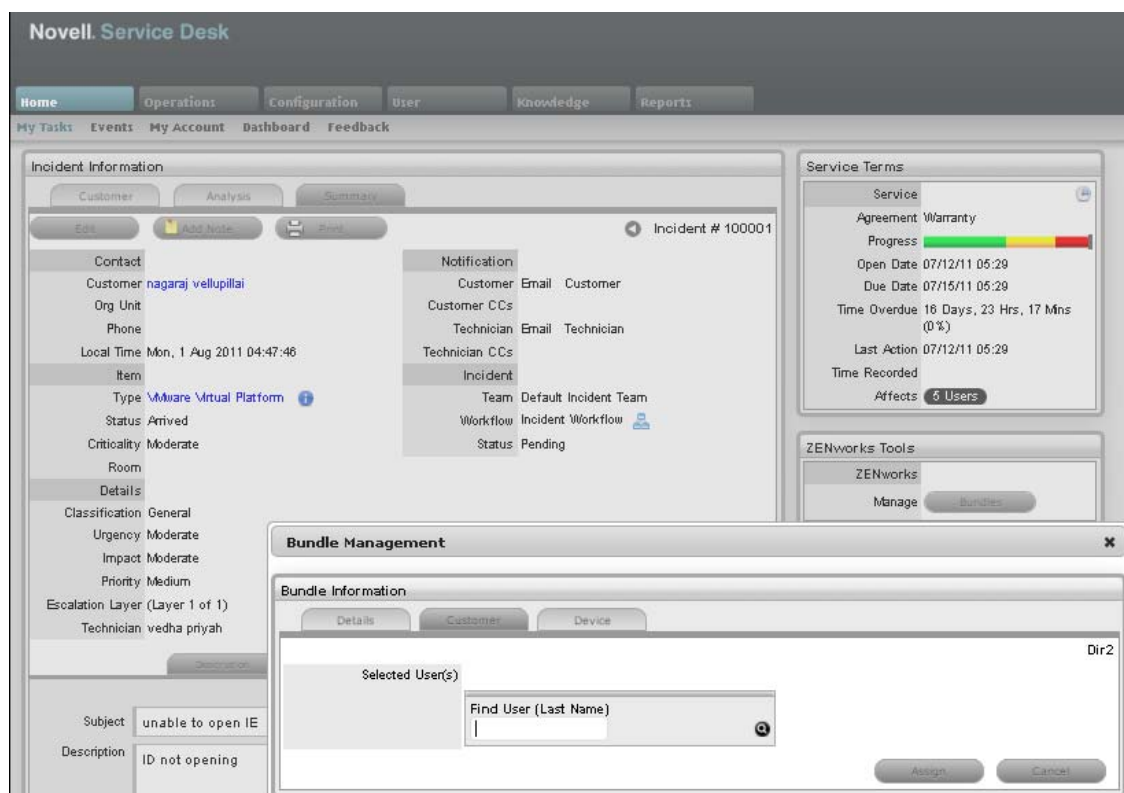 Novell. Service Desk
Home Operations Configuration User Knowledge Reports
My Tasks Events My Account Dashboard Feedback
Incident Information
Customer Analysis Summary
Edit Add Note Print Incident # 100001
Contact
Customer nagaraj vellupillai
Org Unit
Phone
Local Time Mon, 1 Aug 2011 04:47:46
Item
Type VMware Virtual Platform
Status Arrived
Criticality Moderate
Room
Details
Classification General
Urgency Moderate
Impact Moderate
Priority Medium
Escalation Layer (Layer 1 of 1)
Technician vedha priyah
Notification
Customer Email Customer
Customer CCs
Technician Email Technician
Technician CCs
Incident
Team Default Incident Team
Workflow Incident Workflow
Status Pending
Description
Subject unable to open IE
Description ID not opening
Service Terms
Service
Agreement Warranty
Progress
Open Date 07/12/11 05:29
Due Date 07/15/11 05:29
Time Overdue 16 Days, 23 Hrs, 17 Mins
(0%)
Last Action 07/12/11 05:29
Time Recorded
Affects 5 Users
ZENworks Tools
ZENworks
Manage Bundles
Bundle Management
Bundle Information
Details Customer Device
Dir2
Selected User(s)
Find User (Last Name)
Assign Cancel